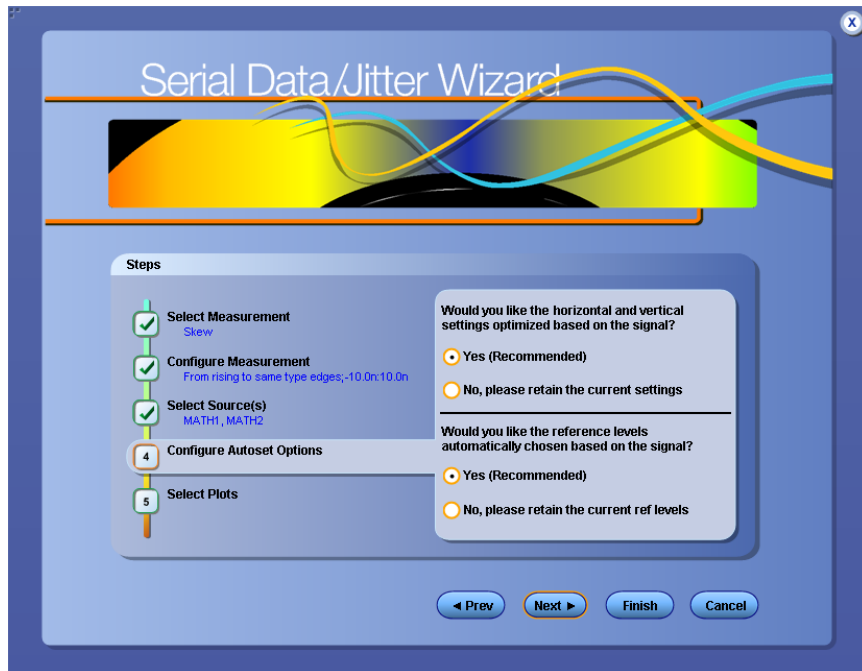 X
Serial Data/Jitter Wizard
Steps
Select Measurement
Skew
Configure Measurement
From rising to same type edges;-10.0n:10.0n
Select Source(s)
MATH1, MATH2
4 Configure Autoset Options
5 Select Plots
Would you like the horizontal and vertical
settings optimized based on the signal?
Yes (Recommended)
No, please retain the current settings
Would you like the reference levels
automatically chosen based on the signal?
Yes (Recommended)
No, please retain the current ref levels
◄ Prev Next ► Finish Cancel